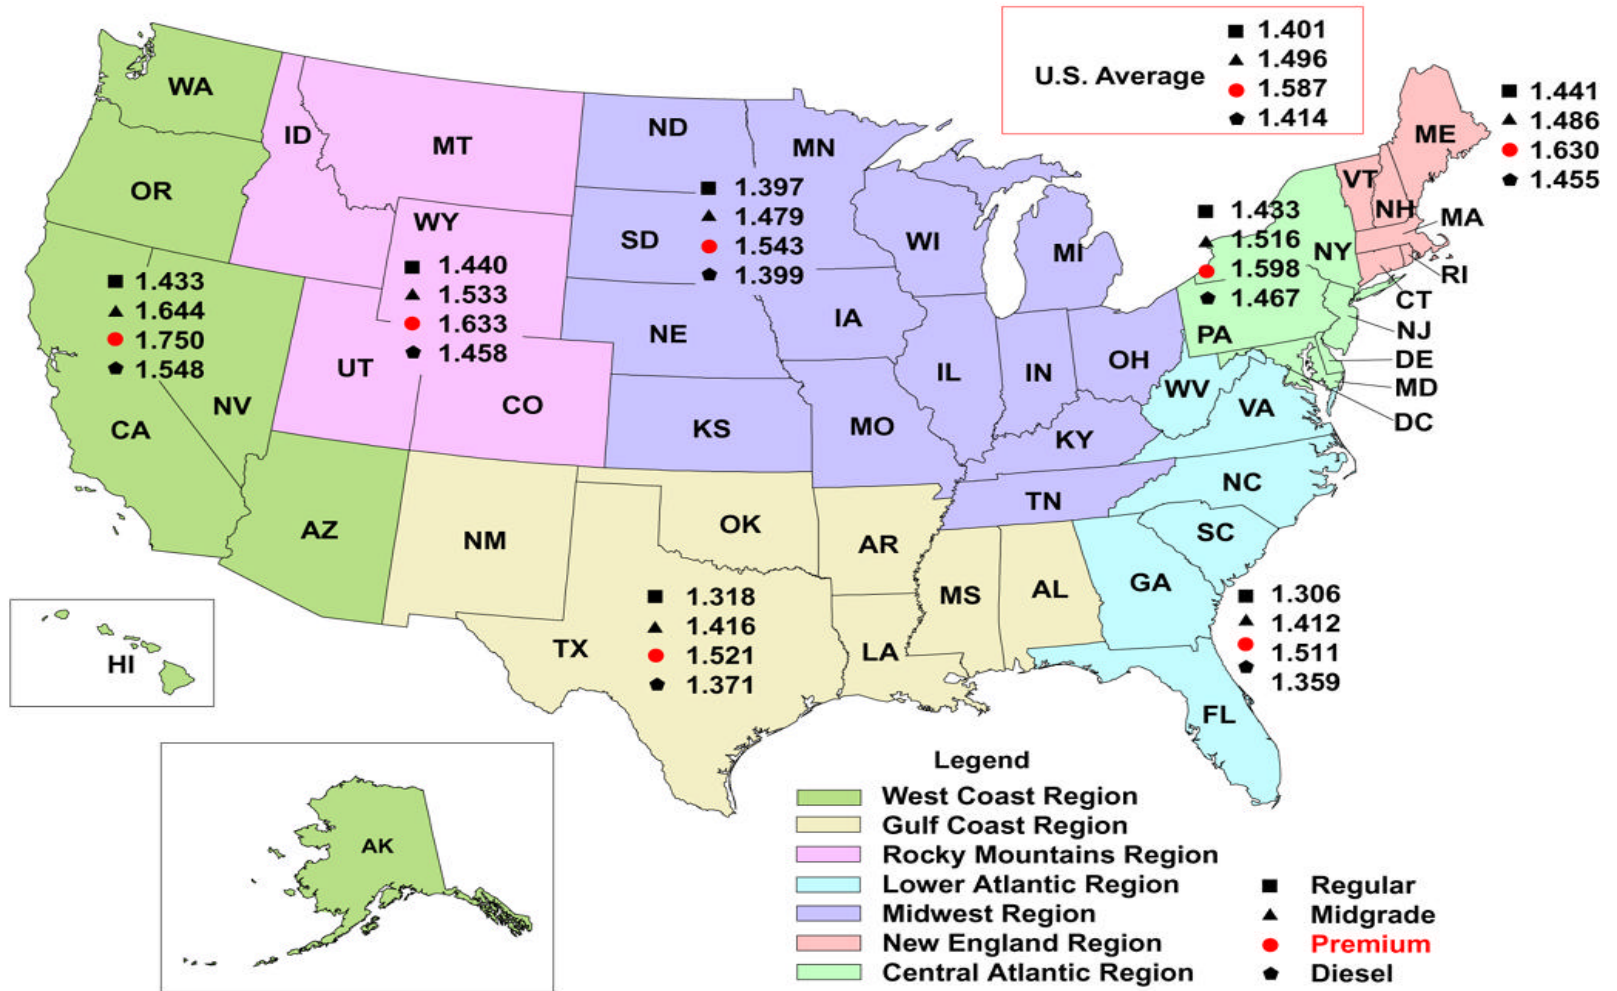 1.401
1.496
U.S. Average
1.587
1.414
WA
OR
ID
MT
WY
ND
MN
SD
WI
MI
NE
IA
UT
CO
NV
CA
KS
MO
IL
IN
OH
KY
TN
WV
VA
NC
SC
GA
FL
AZ
NM
OK
TX
AR
LA
MS
AL
ME
VT
NH
NY
PA
MA
RI
CT
NJ
DE
MD
DC
HI
AK
1.441
1.486
1.630
1.455
1.433
1.516
1.598
1.467
1.397
1.479
1.543
1.399
1.440
1.533
1.633
1.458
1.433
1.644
1.750
1.548
1.318
1.416
1.521
1.371
1.306
1.412
1.511
1.359
Legend
West Coast Region
Gulf Coast Region
Rocky Mountains Region
Lower Atlantic Region
Midwest Region
New England Region
Central Atlantic Region
Regular
Midgrade
Premium
Diesel